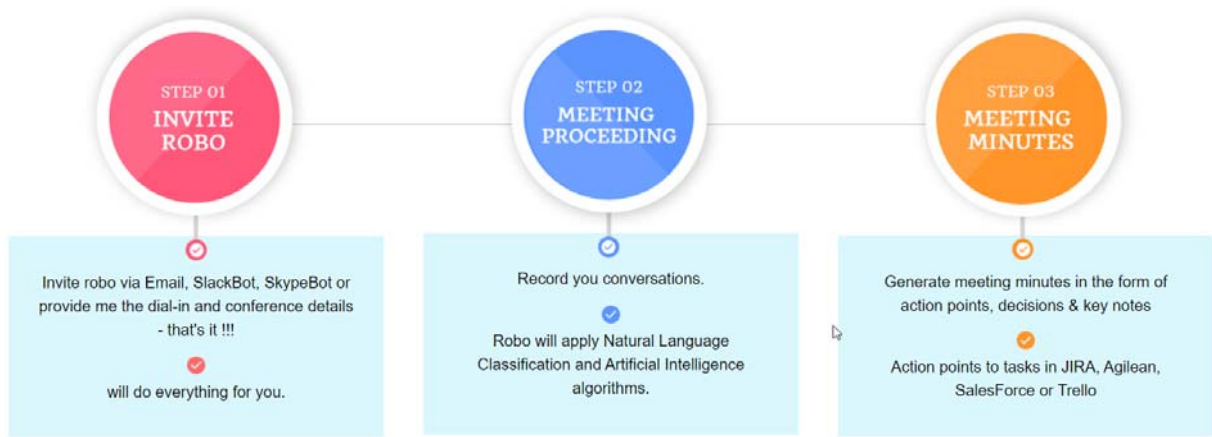 STEP 01
INVITE
ROBO
Invite robo via Email, SlackBot, SkypeBot or
provide me the dial-in and conference details
- that's it !!!
will do everything for you.
STEP 02
MEETING
PROCEEDING
Record you conversations.
Robo will apply Natural Language
Classification and Artificial Intelligence
algorithms.
STEP 03
MEETING
MINUTES
Generate meeting minutes in the form of
action points, decisions & key notes
Action points to tasks in JIRA, Agilean,
SalesForce or Trello